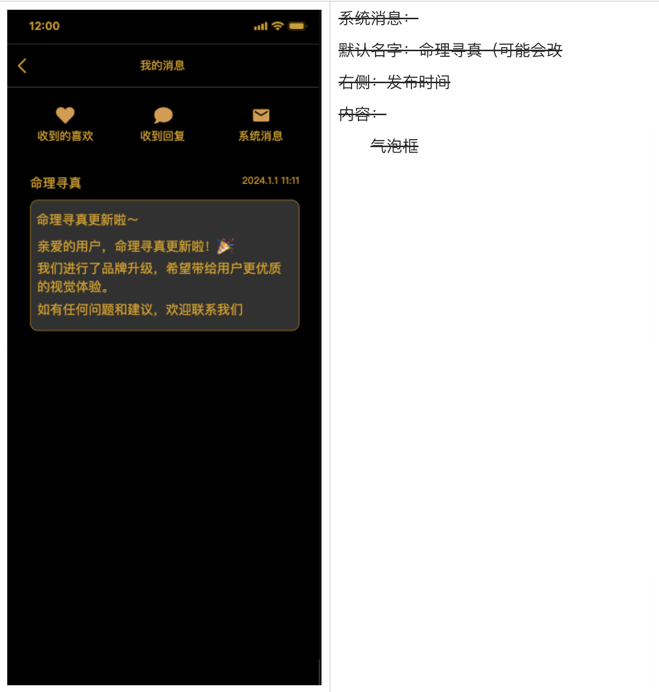 12:00
我的消息
收到的喜欢 收到回复 系统消息
命理寻真 2024.1.1 11:11
命理寻真更新啦～
亲爱的用户，命理寻真更新啦！🎉
我们进行了品牌升级，希望带给用户更优质
的视觉体验。
如有任何问题和建议，欢迎联系我们
系统消息：
默认名字：命理寻真（可能会改
右侧：发布时间
内容：
气泡框